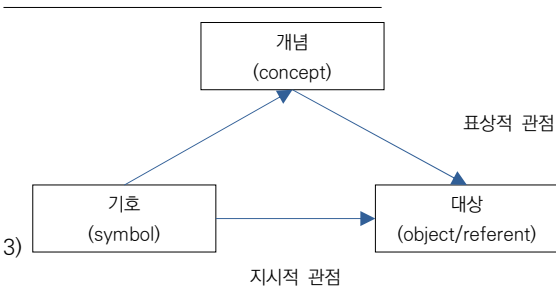 개념
(concept)
표상적 관점
기호
(symbol)
대상
(object/referent)
3)
지시적 관점